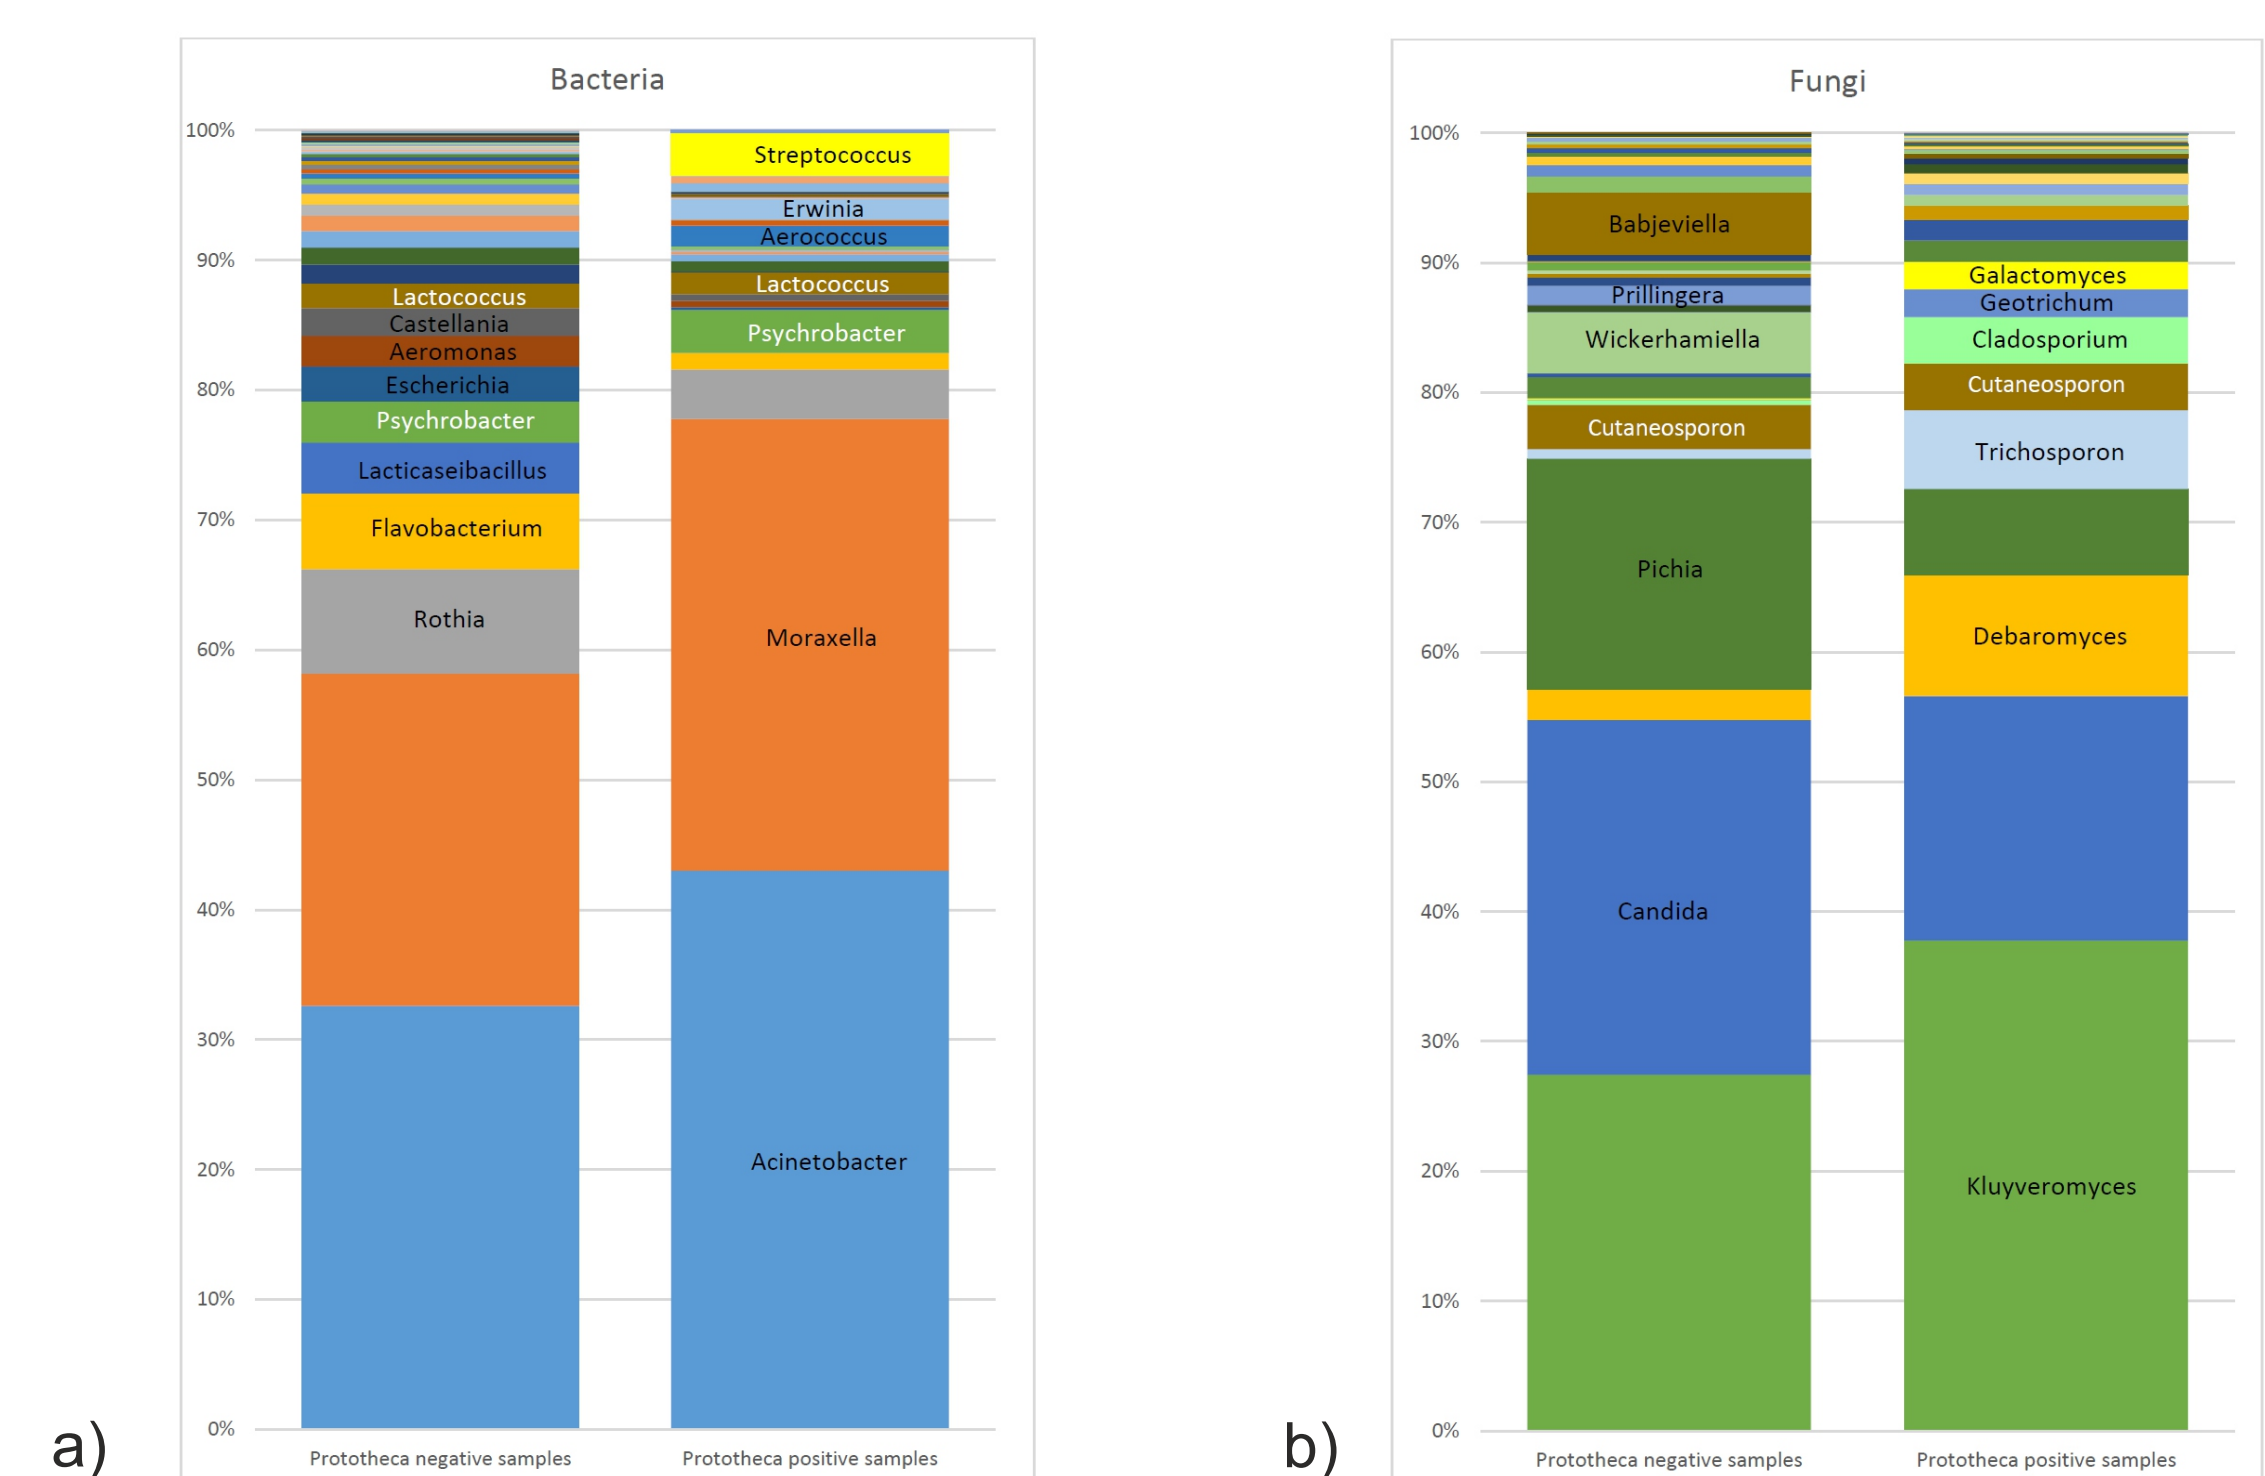 Bacteria
100%
90%
80%
70%
60%
50%
40%
30%
20%
10%
0%
Lactococcus
Castellania
Aeromonas
Escherichia
Psychrobacter
Lacticaseibacillus
Flavobacterium
Rothia
Streptococcus
Erwinia
Aerococcus
Lactococcus
Psychrobacter
Moraxella
Acinetobacter
Prototheca negative samples
Prototheca positive samples
a)
Fungi
100%
90%
80%
70%
60%
50%
40%
30%
20%
10%
0%
Babjeviella
Prillingera
Wickerhamiella
Cutaneosporon
Pichia
Candida
Galactomyces
Geotrichum
Cladosporium
Cutaneosporon
Trichosporon
Debaromyces
Kluyveromyces
Prototheca negative samples
Prototheca positive samples
b)